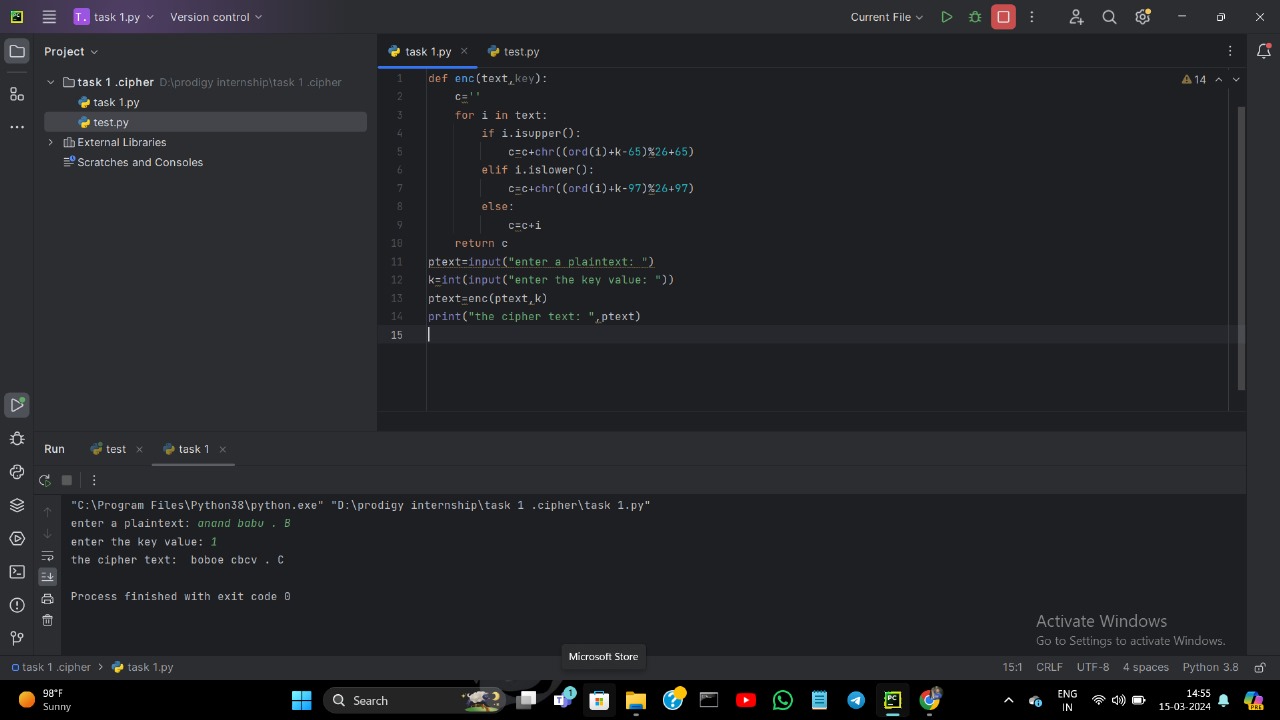 T. task 1.py Version control Current File
Project
task 1.py test.py
task 1 .cipher D:\prodigy internship\task 1 .cipher
task 1.py
test.py
External Libraries
Scratches and Consoles
14
1 def enc(text,key):
2 c=''
3 for i in text:
4 if i.isupper():
5 c=c+chr((ord(i)+k-65)%26+65)
6 elif i.islower():
7 c=c+chr((ord(i)+k-97)%26+97)
8 else:
9 c=c+i
10 return c
11 ptext=input("enter a plaintext: ")
12 k=int(input("enter the key value: "))
13 ptext=enc(ptext,k)
14 print("the cipher text: ",ptext)
15
Run test task 1
"C:\Program Files\Python38\python.exe" "D:\prodigy internship\task 1 .cipher\task 1.py"
enter a plaintext: anand babu . B
enter the key value: 1
the cipher text:  boboe cbcv . C
Process finished with exit code 0
Activate Windows
Go to Settings to activate Windows.
Microsoft Store
task 1 .cipher > task 1.py 15:1 CRLF UTF-8 4 spaces Python 3.8
98°F
Sunny
Search
1
PC
ENG
IN
14:55
15-05-2024
PRE